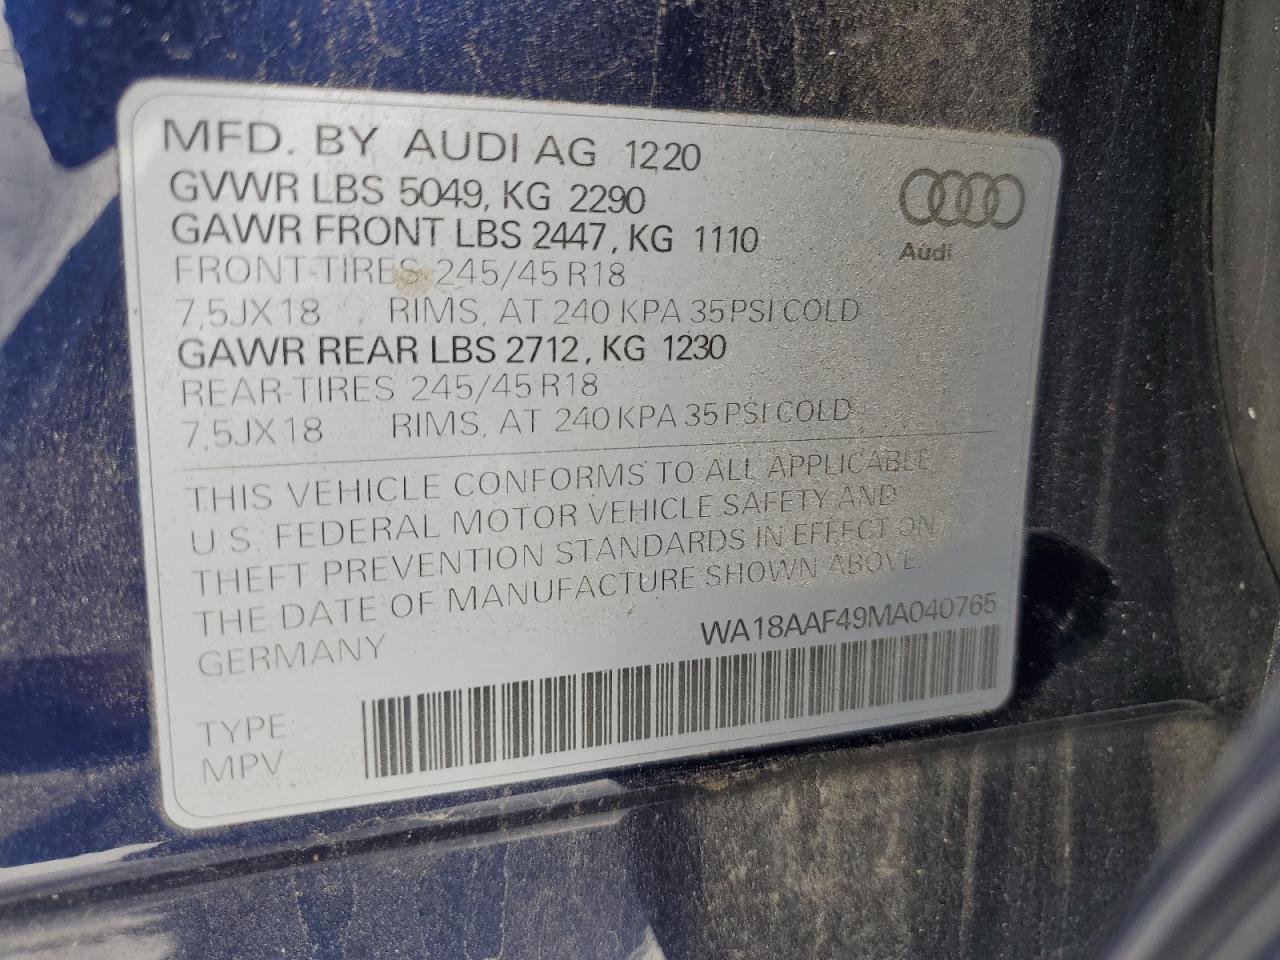 MFD. BY AUDI AG 12.20
GVWR LBS 5049, KG 2290
GAWR FRONT LBS 2447, KG 1110
FRONT-TIRES 245/45 R18
7,5JX18 RIMS, AT 240 KPA 35 PSI COLD
GAWR REAR LBS 2712, KG 1230
REAR-TIRES 245/45 R18
7,5JX18 RIMS, AT 240 KPA 35 PSI COLD
Audi
THIS VEHICLE CONFORMS TO ALL APPLICABLE
U.S. FEDERAL MOTOR VEHICLE SAFETY AND
THEFT PREVENTION STANDARDS IN EFFECT ON
THE DATE OF MANUFACTURE SHOWN ABOVE.
GERMANY
WA18AAF49MA040765
TYPE:
MPV